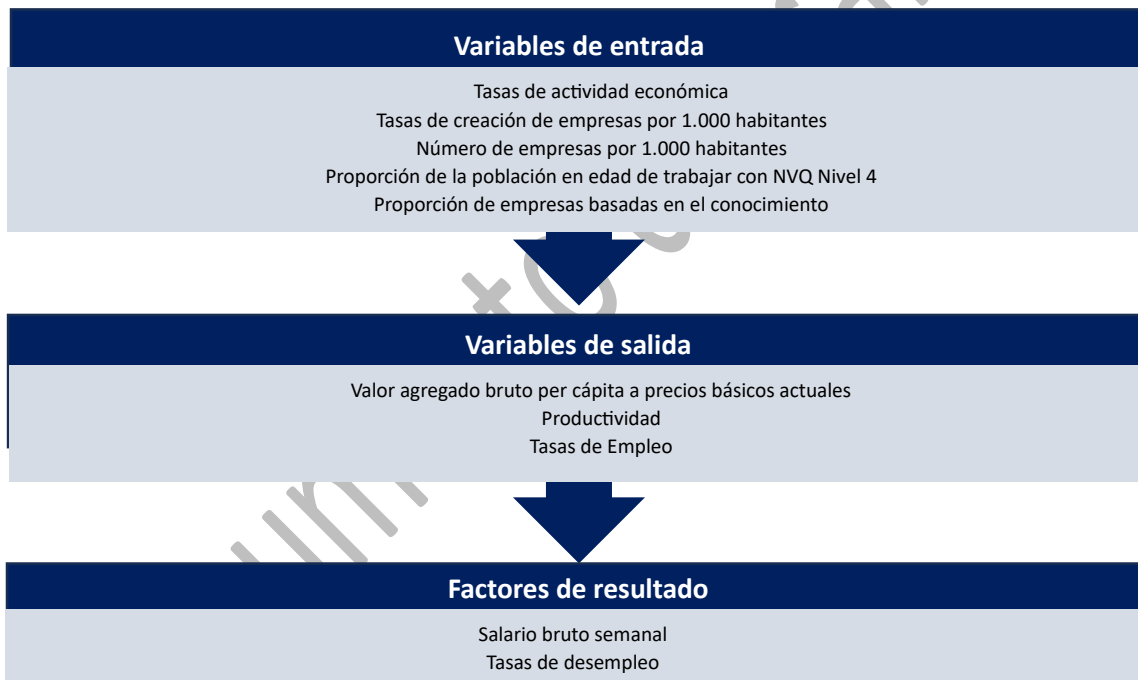 Variables de entrada
Tasas de actividad económica
Tasas de creación de empresas por 1.000 habitantes
Número de empresas por 1.000 habitantes
Proporción de la población en edad de trabajar con NVQ Nivel 4
Proporción de empresas basadas en el conocimiento
Variables de salida
Valor agregado bruto per cápita a precios básicos actuales
Productividad
Tasas de Empleo
Factores de resultado
Salario bruto semanal
Tasas de desempleo